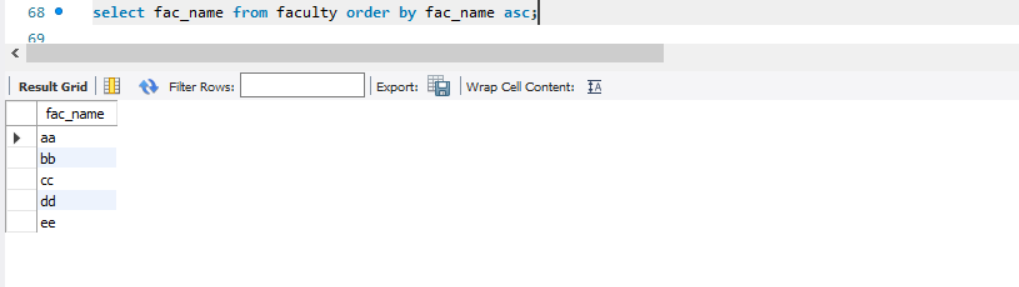 68 select fac_name from faculty order by fac_name asc;
69
Result Grid Filter Rows: Export: Wrap Cell Content: IA
fac_name
aa
bb
cc
dd
ee